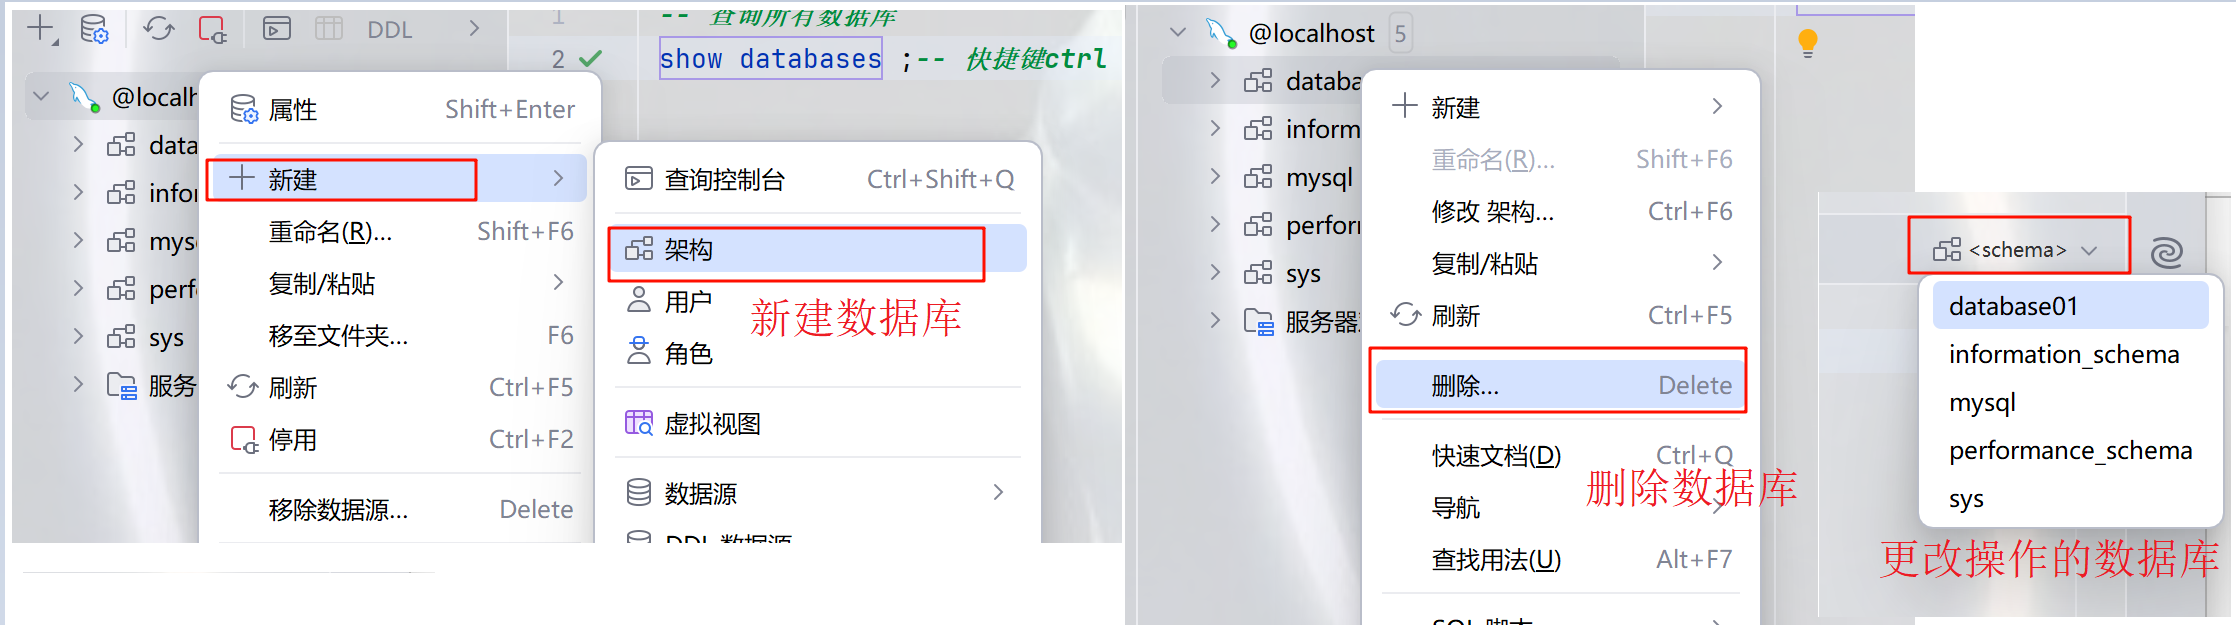 DDL
1
-- 查询所有数据库
2
show databases ;-- 快捷键ctrl
@localh
data
infor
mys
perf
sys
服务
属性 Shift+Enter
新建
重命名(R)... Shift+F6
复制/粘贴
移至文件夹... F6
刷新 Ctrl+F5
停用 Ctrl+F2
移除数据源... Delete
查询控制台 Ctrl+Shift+Q
架构
用户
角色
新建数据库
虚拟视图
数据源
DDL 数据源
@localhost 5
databa
inform
mysql
perfor
sys
服务器
新建
重命名(R)... Shift+F6
修改 架构... Ctrl+F6
复制/粘贴
刷新 Ctrl+F5
删除... Delete
快速文档(D) Ctrl+Q
删除数据库
导航
查找用法(U) Alt+F7
SQL 脚本
<schema>
database01
information_schema
mysql
performance_schema
sys
更改操作的数据库